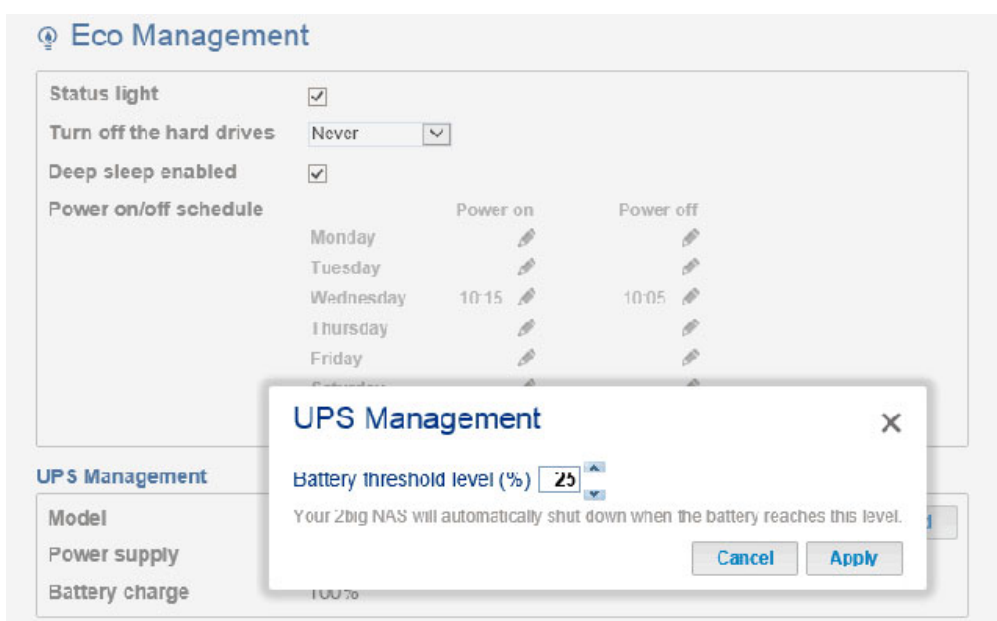 Eco Management
Status light
Turn off the hard drives Never
Deep sleep enabled
Power on/off schedule Power on Power off
Monday
Tuesday
Wednesday 10:15 10:05
Thursday
Friday
Saturday
UPS Management
Battery threshold level (%) 25
Your 2big NAS will automatically shut down when the battery reaches this level.
Cancel Apply
UPS Management
Model
Power supply
Battery charge 100%